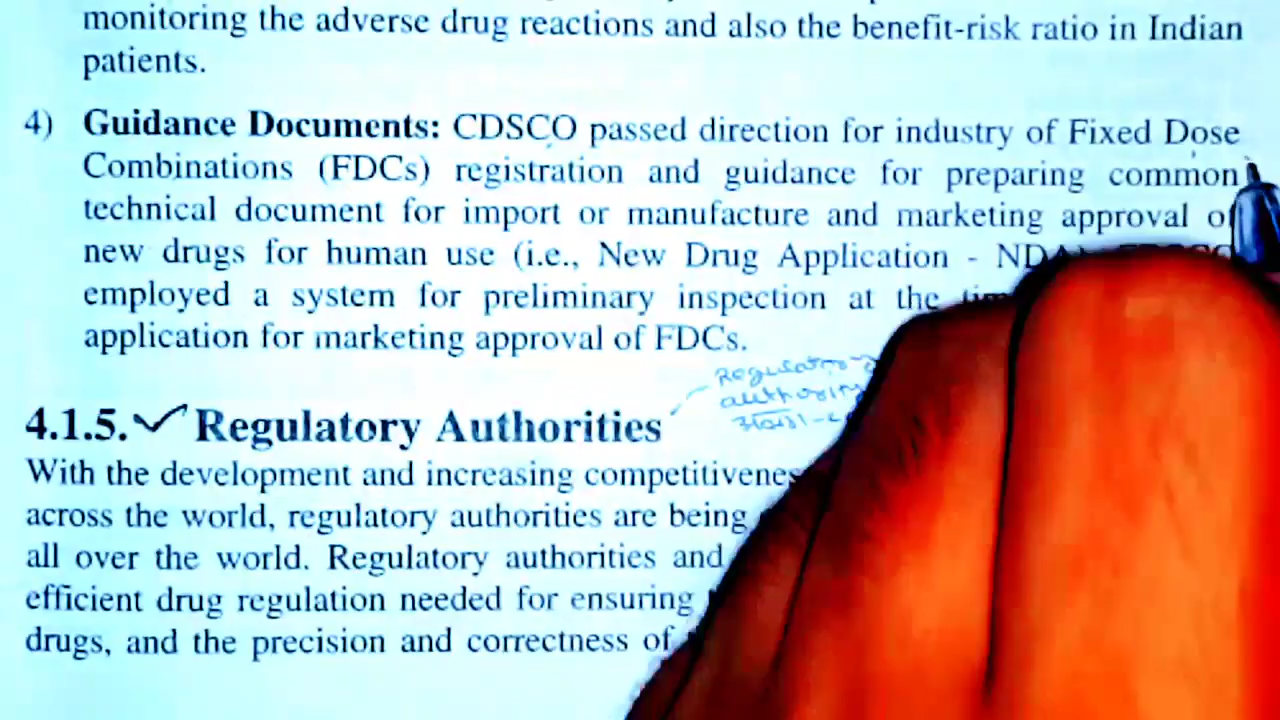 monitoring the adverse drug reactions and also the benefit-risk ratio in Indian
patients.
4) Guidance Documents: CDSCO passed direction for industry of Fixed Dose
Combinations (FDCs) registration and guidance for preparing common
technical document for import or manufacture and marketing approval of
new drugs for human use (i.e., New Drug Application -
employed a system for preliminary inspection at the
application for marketing approval of FDCs.
Regulatory
authority
4.1.5. Regulatory Authorities
With the development and increasing
across the world, regulatory authorities are being
all over the world. Regulatory authorities and
efficient drug regulation needed for ensuring
drugs, and the precision and correctness of